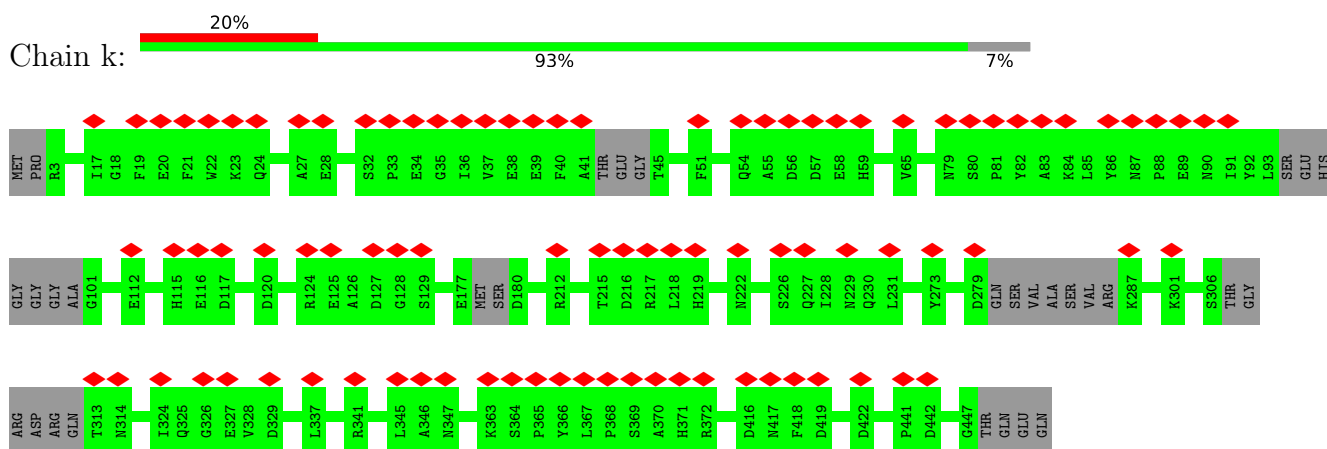 20%
Chain k:
93% 7%
MET PRO R3 I17 G18 F19 E20 F21 W22 K23 Q24 A27 E28 S32 P33 E34 G35 I36 V37 E38 E39 F40 A41 THR GLU GLY T45 F51 Q54 A55 D56 D57 E58 H59 V65 N79 S80 P81 Y82 A83 K84 L85 Y86 N87 P88 E89 N90 I91 Y92 L93 SER GLU HIS
GLY GLY GLY ALA G101 E112 H115 E116 D117 D120 R124 E125 A126 D127 G128 S129 E177 MET SER D180 R212 T215 D216 R217 L218 H219 N222 S226 Q227 I228 N229 Q230 L231 Y273 D279 GLN SER VAL ALA SER VAL ARG K287 K301 S306 THR GLY
ARG ASP ARG GLN T313 N314 I324 Q325 G326 E327 V328 D329 L337 R341 L345 A346 N347 K363 S364 P365 Y366 L367 P368 S369 A370 H371 R372 D416 N417 F418 D419 D422 P441 D442 G447 THR GLN GLU GLN